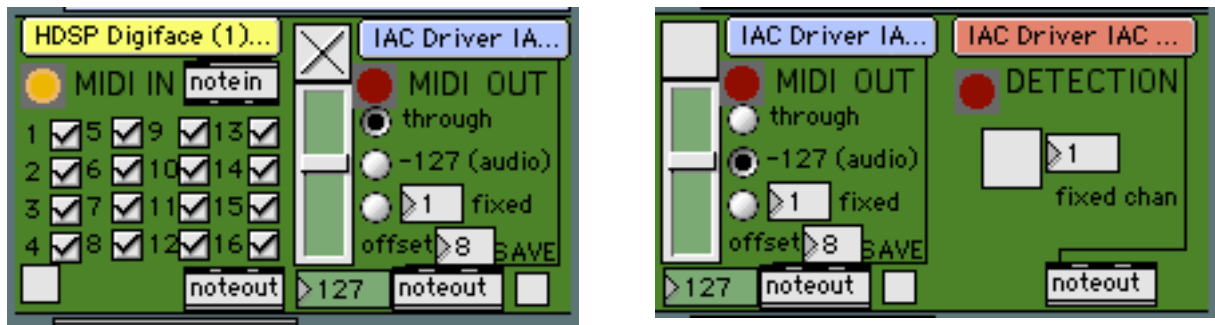 HDSP Digiface (1)...
IAC Driver IA...
MIDI IN
notein
MIDI OUT
1 5 9 13
through
2 6 10 14
-127 (audio)
3 7 11 15
1 fixed
4 8 12 16
offset 8 SAVE
noteout
127
noteout
IAC Driver IA...
IAC Driver IAC ...
MIDI OUT
DETECTION
through
-127 (audio)
1
1 fixed
fixed chan
offset 8 SAVE
127
noteout
noteout